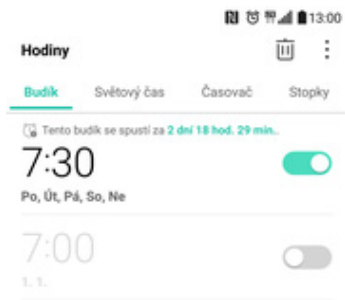 13:00
Hodiny
Budík Světový čas Časovač Stopky
Tento budík se spustí za 2 dní 18 hod. 29 min..
7:30
Po, Út, Pá, So, Ne
7:00
1. 1.